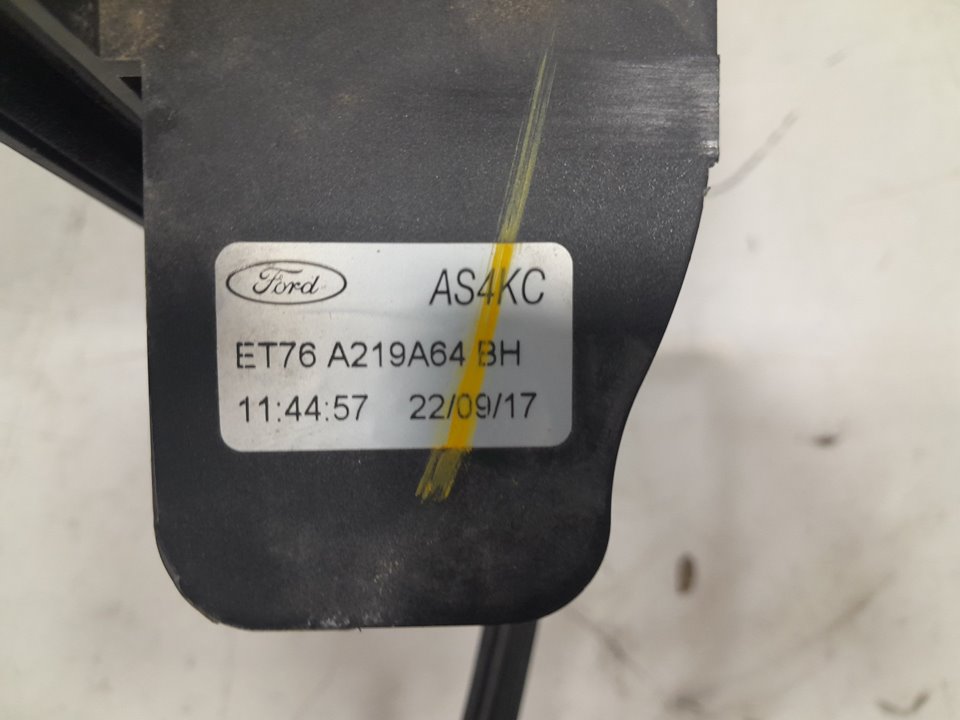 Ford AS4KC
ET76 A219A64 BH
11:44:57 22/09/17